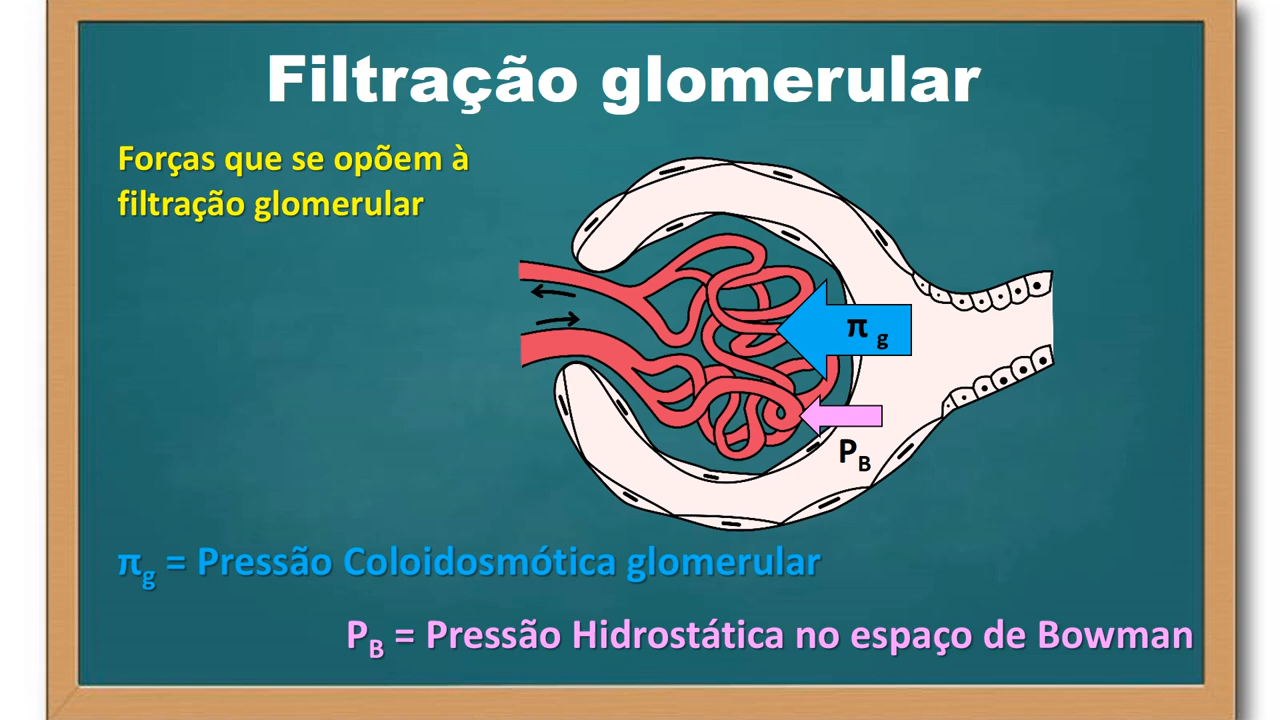 Filtração glomerular
Forças que se opõem à
filtração glomerular
π g
PB
πg = Pressão Coloidosmótica glomerular
PB = Pressão Hidrostática no espaço de Bowman